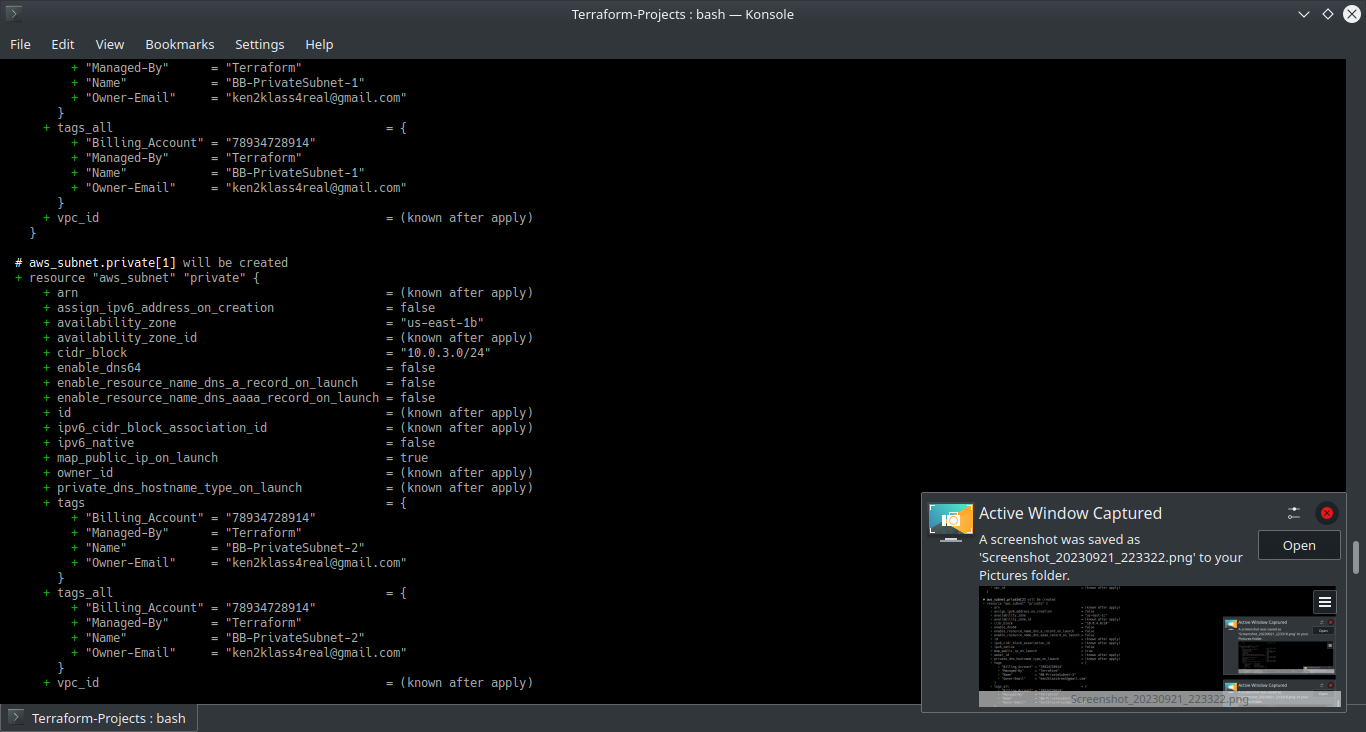 Terraform-Projects : bash — Konsole
File Edit View Bookmarks Settings Help
+ "Managed-By" = "Terraform"
+ "Name" = "BB-PrivateSubnet-1"
+ "Owner-Email" = "ken2klass4real@gmail.com"
}
+ tags_all = {
+ "Billing_Account" = "78934728914"
+ "Managed-By" = "Terraform"
+ "Name" = "BB-PrivateSubnet-1"
+ "Owner-Email" = "ken2klass4real@gmail.com"
}
+ vpc_id = (known after apply)
}
# aws_subnet.private[1] will be created
+ resource "aws_subnet" "private" {
+ arn = (known after apply)
+ assign_ipv6_address_on_creation = false
+ availability_zone = "us-east-1b"
+ availability_zone_id = (known after apply)
+ cidr_block = "10.0.3.0/24"
+ enable_dns64 = false
+ enable_resource_name_dns_a_record_on_launch = false
+ enable_resource_name_dns_aaaa_record_on_launch = false
+ id = (known after apply)
+ ipv6_cidr_block_association_id = (known after apply)
+ ipv6_native = false
+ map_public_ip_on_launch = true
+ owner_id = (known after apply)
+ private_dns_hostname_type_on_launch = (known after apply)
+ tags = {
+ "Billing_Account" = "78934728914"
+ "Managed-By" = "Terraform"
+ "Name" = "BB-PrivateSubnet-2"
+ "Owner-Email" = "ken2klass4real@gmail.com"
}
+ tags_all = {
+ "Billing_Account" = "78934728914"
+ "Managed-By" = "Terraform"
+ "Name" = "BB-PrivateSubnet-2"
+ "Owner-Email" = "ken2klass4real@gmail.com"
}
+ vpc_id = (known after apply)
Active Window Captured
A screenshot was saved as
'Screenshot_20230921_223322.png' to your
Pictures folder.
Open
Screenshot_20230921_223322.png
Terraform-Projects : bash